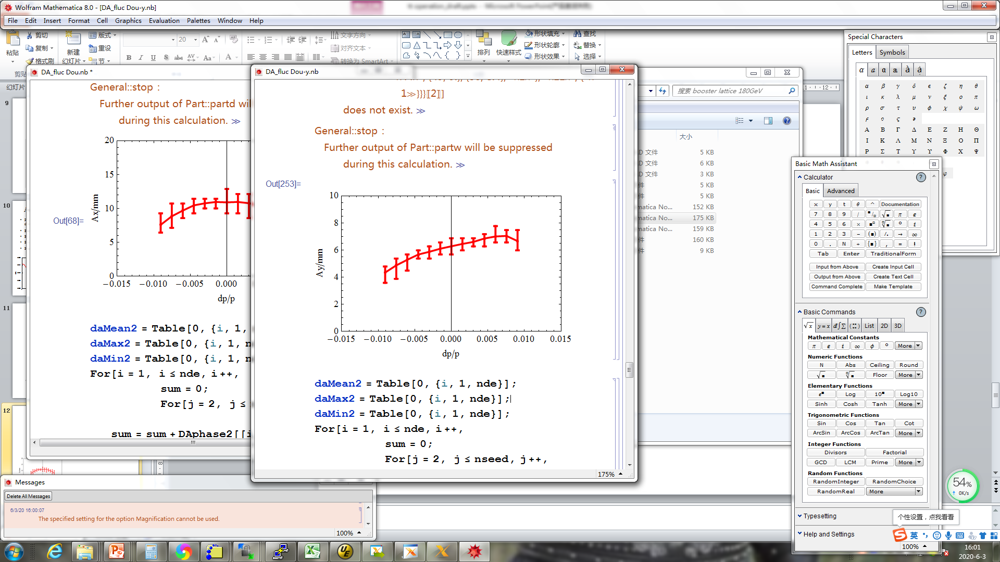 Wolfram Mathematica 8.0 - [DA_fluc Dou-y.nb]
File Edit Insert Format Cell Graphics Evaluation Palettes Window Help
粘贴
剪切
复制
格式刷
新建
幻灯片
版式
重设
节
20
B I U S abc AV Aa A
文字方向
对齐文本
转换为 SmartArt
排列
快速样式
形状填充
形状轮廓
形状效果
查找
替换
选择
幻灯片
9
10
11
12
DA_fluc Dou.nb *
General::stop :
Further output of Part::partd wil
during this calculation. ≫
Out[68]=
20
15
10
5
0
Ax/mm
−0.015 −0.010 −0.005 0.000
dp/p
daMean2 = Table[0, {i, 1,
daMax2 = Table[0, {i, 1, n
daMin2 = Table[0, {i, 1, n
For[i = 1, i ≤ nde, i++,
sum = 0;
For[j = 2, j ≤
sum = sum + DAphase2[[i
DA_fluc Dou-y.nb
1≫}}}〚2〛]
does not exist. ≫
General::stop :
Further output of Part::partw will be suppressed
during this calculation. ≫
Out[253]=
10
8
6
4
2
0
Ay/mm
−0.015 −0.010 −0.005 0.000 0.005 0.010 0.015
dp/p
daMean2 = Table[0, {i, 1, nde}];
daMax2 = Table[0, {i, 1, nde}];
daMin2 = Table[0, {i, 1, nde}];
For[i = 1, i ≤ nde, i++,
sum = 0;
For[j = 2, j ≤ nseed, j++,
175%
搜索 booster lattice 180GeV
大小
D 文件 5 KB
D 文件 6 KB
D 文件 3 KB
件 5 KB
件 5 KB
matica No... 152 KB
matica No... 175 KB
matica No... 159 KB
件 160 KB
件 9 KB
Messages
Delete All Messages
6/3/20 16:00:07
The specified setting for the option Magnification cannot be used.
100%
Special Characters
Letters Symbols
α a α a à ạ
α β γ δ ϵ ζ η θ
ι κ λ μ ν ξ ο π
ρ σ τ υ ϕ χ ψ ω
Α Β Γ Δ Ε Ζ Η Θ
Ι Κ Λ Μ Ν Ξ Ο Π
Ρ Σ Τ Υ ϒ Φ Χ Ψ
φ
Basic Math Assistant
Calculator
Basic Advanced
x y t θ ^ Documentation
7 8 9 / π ⅇ
4 5 6 × ° ⅈ
1 2 3 − (▪) /. → ∞
0 . N + {▪} , = !
Tab Enter TraditionalForm
Input from Above Create Input Cell
Output from Above Create Text Cell
Command Complete Make Template
Basic Commands
√x y=x ⅆ∫Σ (::) List 2D 3D
Mathematical Constants
π ⅇ ⅈ ∞ ϕ ° More
Numeric Functions
N Abs Ceiling Round
√▪ Floor More
Elementary Functions
ⅇ▪ Log 10▪ Log10
Sinh Cosh Tanh More
Trigonometric Functions
Sin Cos Tan Cot
ArcSin ArcCos ArcTan More
Integer Functions
Divisors Factorial
GCD LCM Prime More
Random Functions
RandomInteger RandomChoice
RandomReal More
Typesetting
Help and Settings
100%
54%
0K/s
个性设置，点我看看
英
16:01
2020-6-3